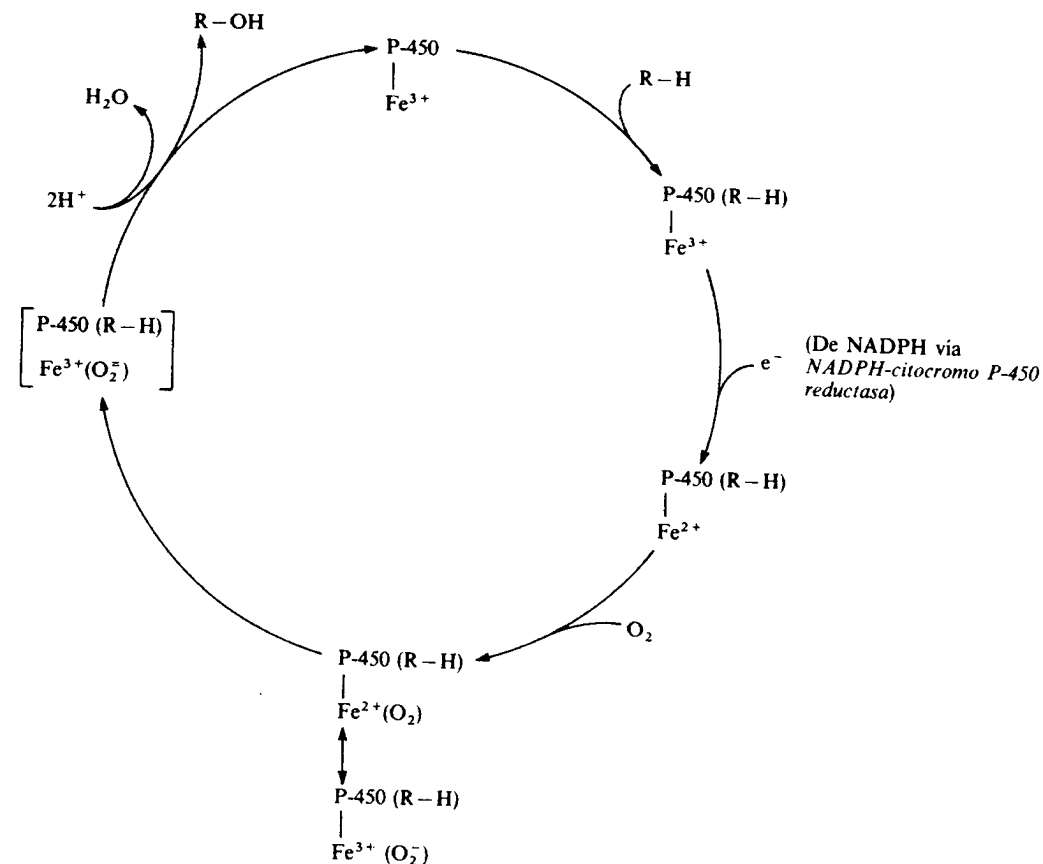 R–OH
P-450
Fe³⁺
R–H
H₂O
2H⁺
P-450 (R–H)
Fe³⁺
e⁻
(De NADPH vía
NADPH-citocromo P-450
reductasa)
P-450 (R–H)
Fe²⁺
O₂
P-450 (R–H)
Fe²⁺(O₂)
P-450 (R–H)
Fe³⁺ (O₂⁻)
P-450 (R–H)
Fe³⁺(O₂⁼)